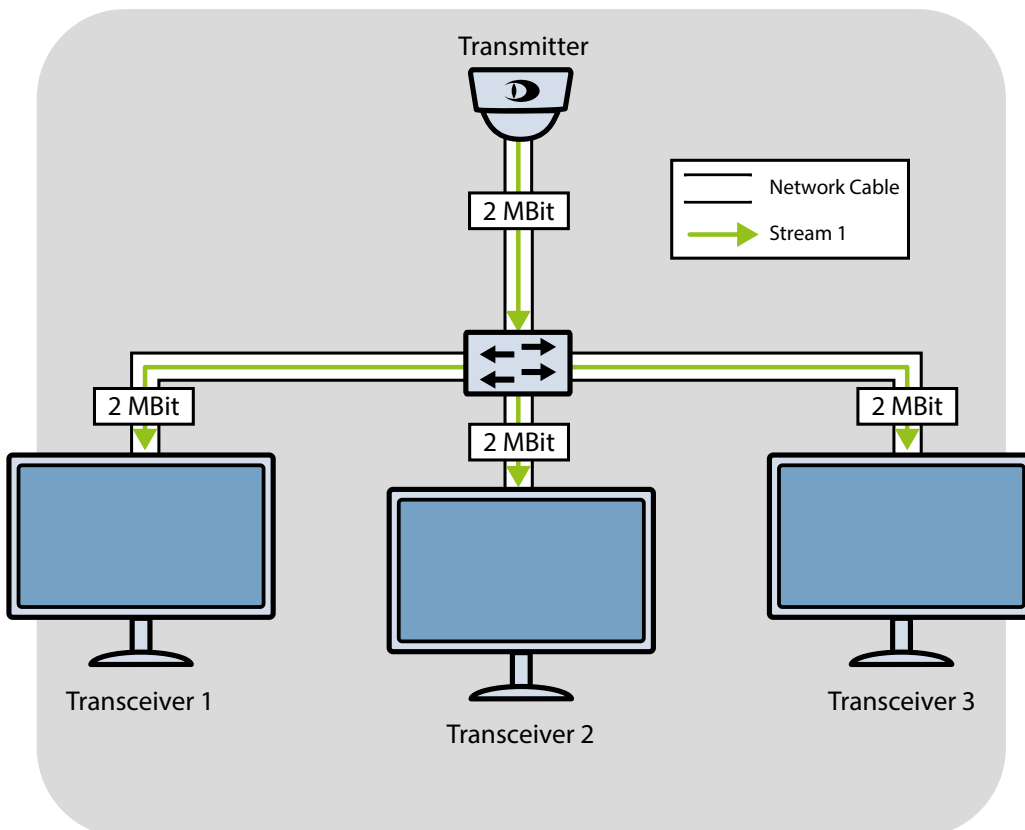 Transmitter
2 MBit
Network Cable
Stream 1
2 MBit
2 MBit
2 MBit
Transceiver 1
Transceiver 2
Transceiver 3